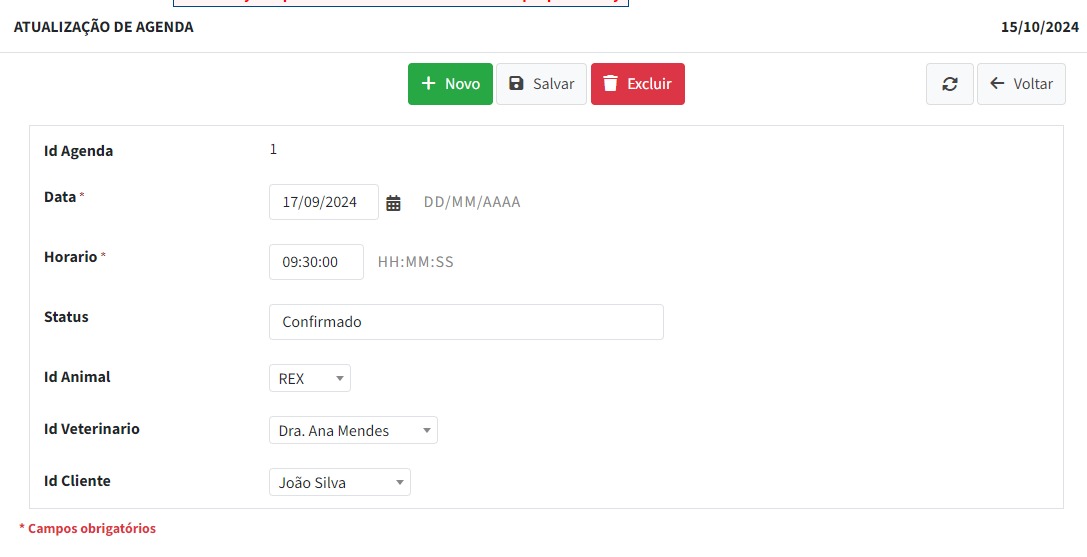 ATUALIZAÇÃO DE AGENDA 15/10/2024
Novo Salvar Excluir Voltar
Id Agenda 1
Data * 17/09/2024 DD/MM/AAAA
Horario * 09:30:00 HH:MM:SS
Status Confirmado
Id Animal REX
Id Veterinario Dra. Ana Mendes
Id Cliente João Silva
* Campos obrigatórios